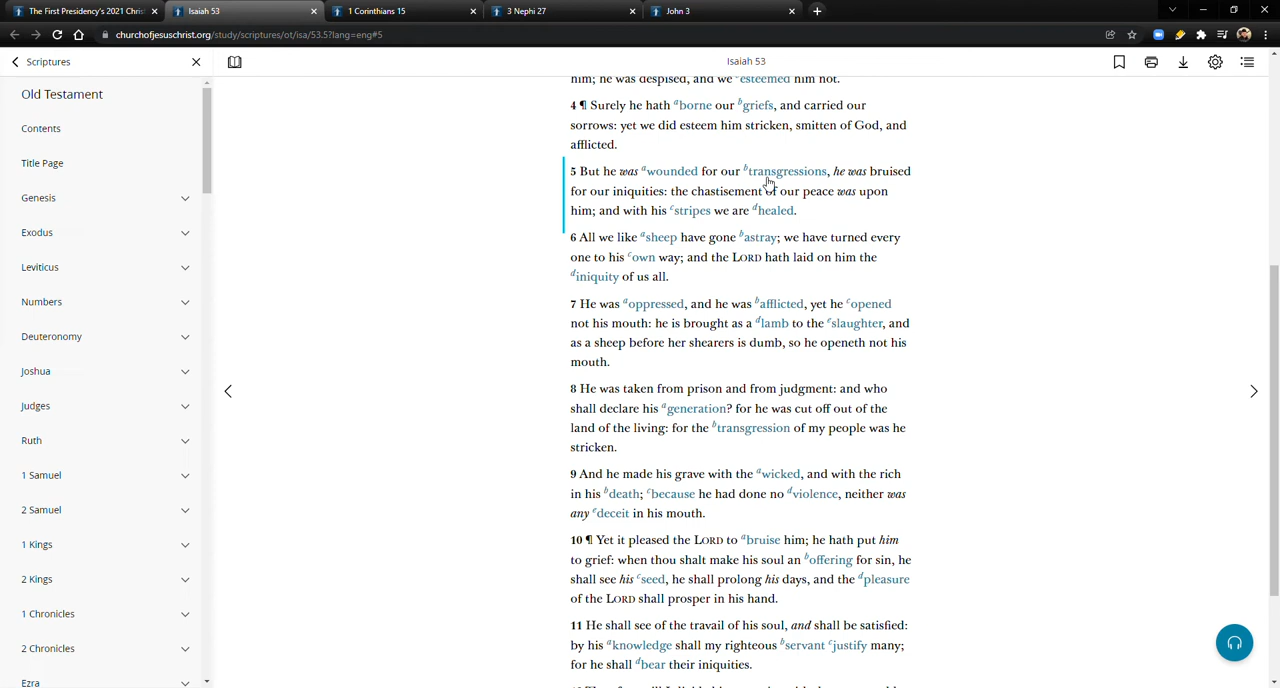 The First Presidency's 2021 Chris
Isaiah 53
1 Corinthians 15
3 Nephi 27
John 3
churchofjesuschrist.org/study/scriptures/ot/isa/53.5?lang=eng#5
Scriptures
Isaiah 53
Old Testament
Contents
Title Page
Genesis
Exodus
Leviticus
Numbers
Deuteronomy
Joshua
Judges
Ruth
1 Samuel
2 Samuel
1 Kings
2 Kings
1 Chronicles
2 Chronicles
Ezra
him; he was despised, and we esteemed him not.
4 ¶ Surely he hath aborne our bgriefs, and carried our
sorrows: yet we did esteem him stricken, smitten of God, and
afflicted.
5 But he was awounded for our btransgressions, he was bruised
for our iniquities: the chastisement of our peace was upon
him; and with his cstripes we are dhealed.
6 All we like asheep have gone bastray; we have turned every
one to his cown way; and the LORD hath laid on him the
diniquity of us all.
7 He was aoppressed, and he was bafflicted, yet he copened
not his mouth: he is brought as a dlamb to the eslaughter, and
as a sheep before her shearers is dumb, so he openeth not his
mouth.
8 He was taken from prison and from judgment: and who
shall declare his ageneration? for he was cut off out of the
land of the living: for the btransgression of my people was he
stricken.
9 And he made his grave with the awicked, and with the rich
in his bdeath; cbecause he had done no dviolence, neither was
any edeceit in his mouth.
10 ¶ Yet it pleased the LORD to abruise him; he hath put him
to grief: when thou shalt make his soul an boffering for sin, he
shall see his cseed, he shall prolong his days, and the dpleasure
of the LORD shall prosper in his hand.
11 He shall see of the travail of his soul, and shall be satisfied:
by his aknowledge shall my righteous bservant cjustify many;
for he shall dbear their iniquities.